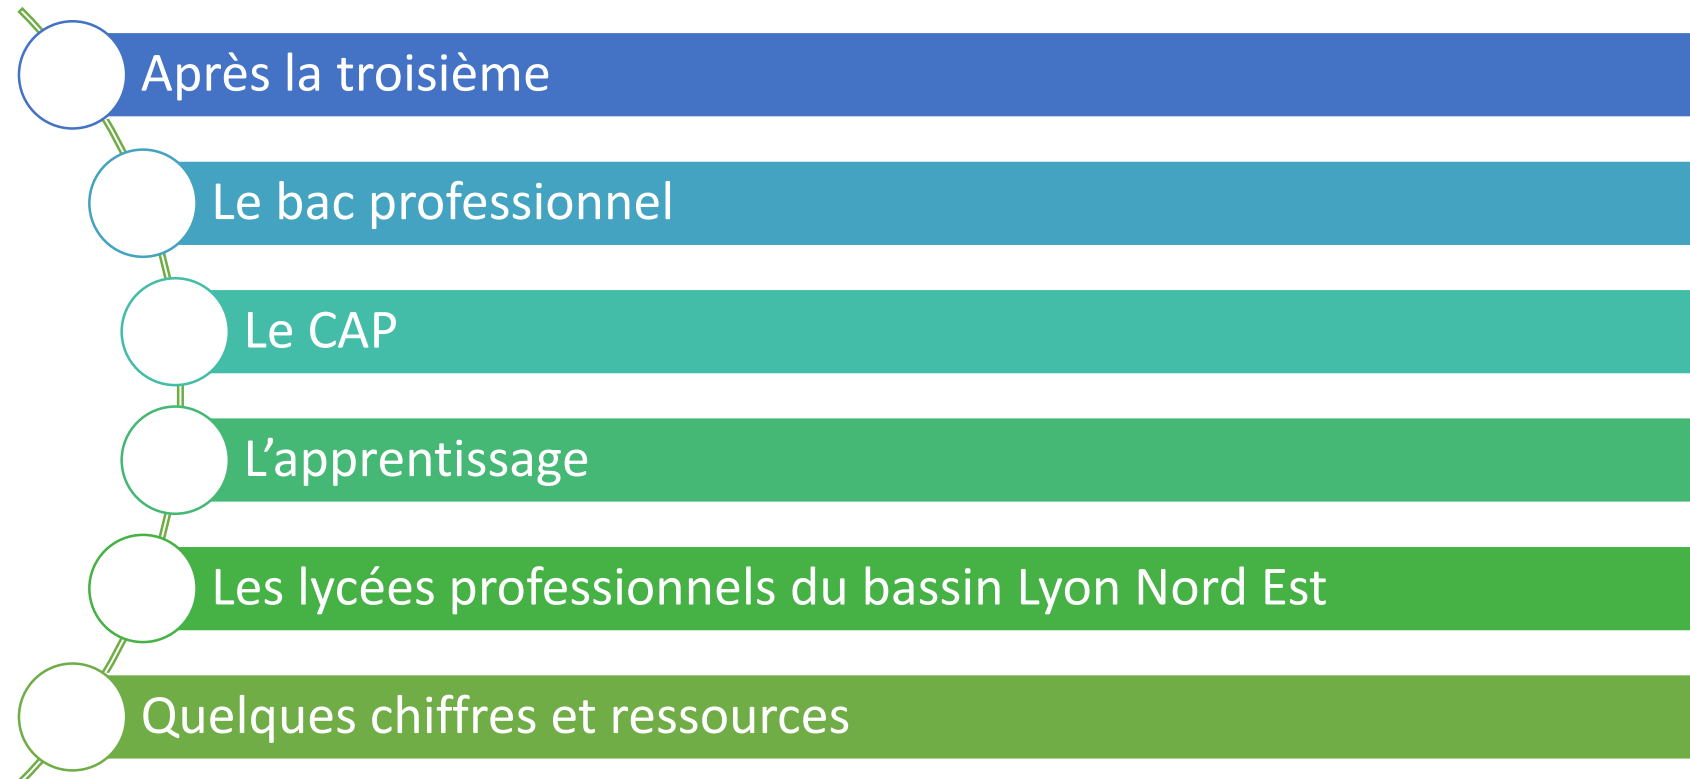 Après la troisième
Le bac professionnel
Le CAP
L’apprentissage
Les lycées professionnels du bassin Lyon Nord Est
Quelques chiffres et ressources